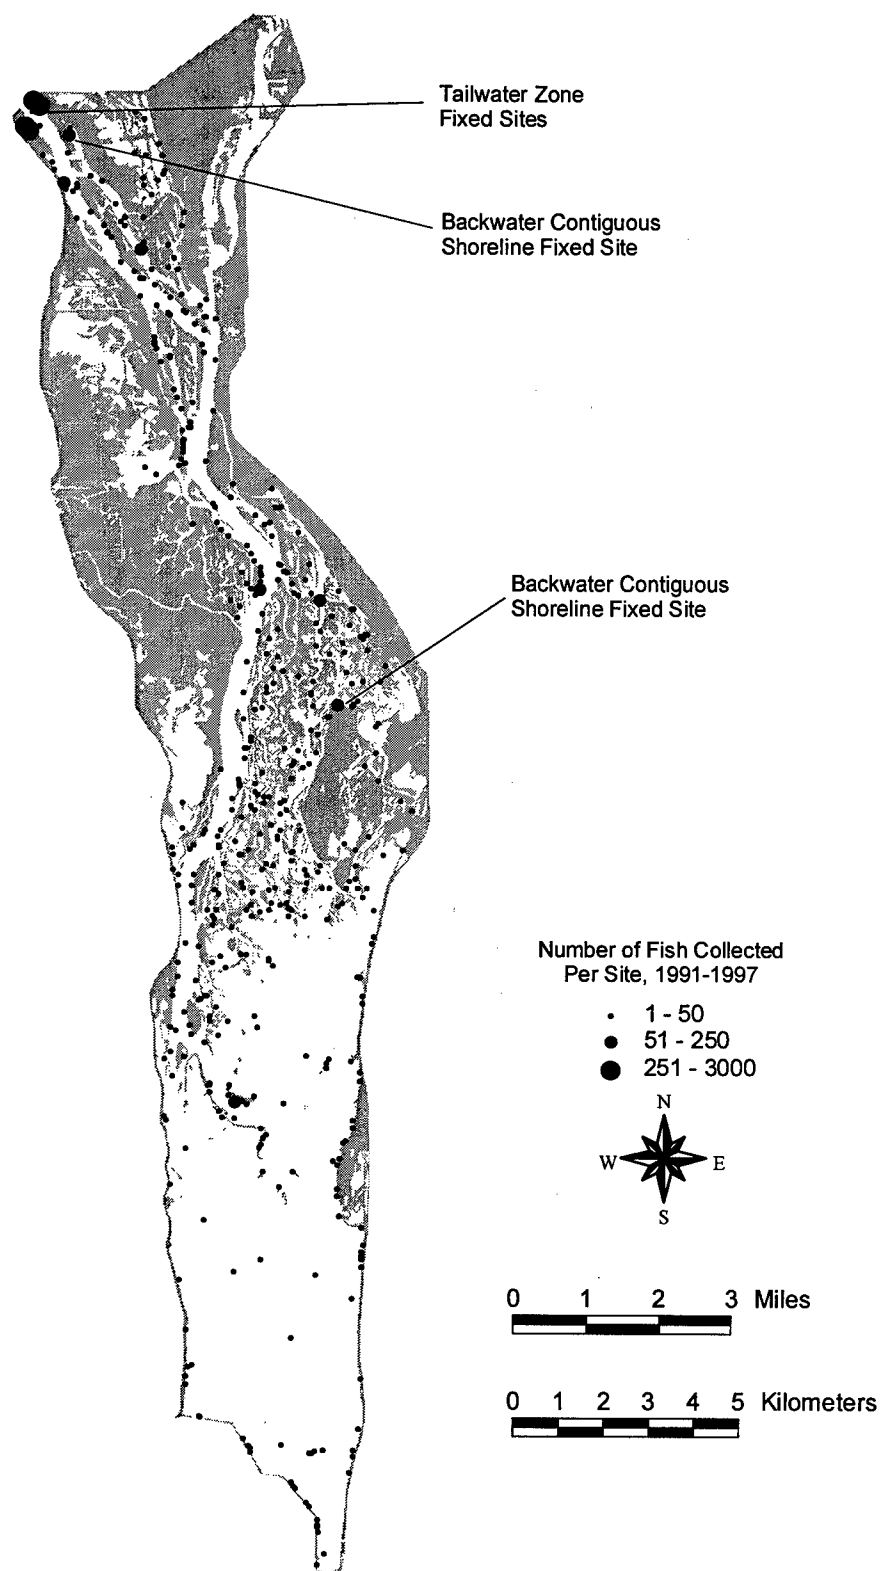 Tailwater Zone
Fixed Sites
Backwater Contiguous
Shoreline Fixed Site
Backwater Contiguous
Shoreline Fixed Site
Number of Fish Collected
Per Site, 1991-1997
1 - 50
51 - 250
251 - 3000
N
W E
S
0 1 2 3 Miles
0 1 2 3 4 5 Kilometers